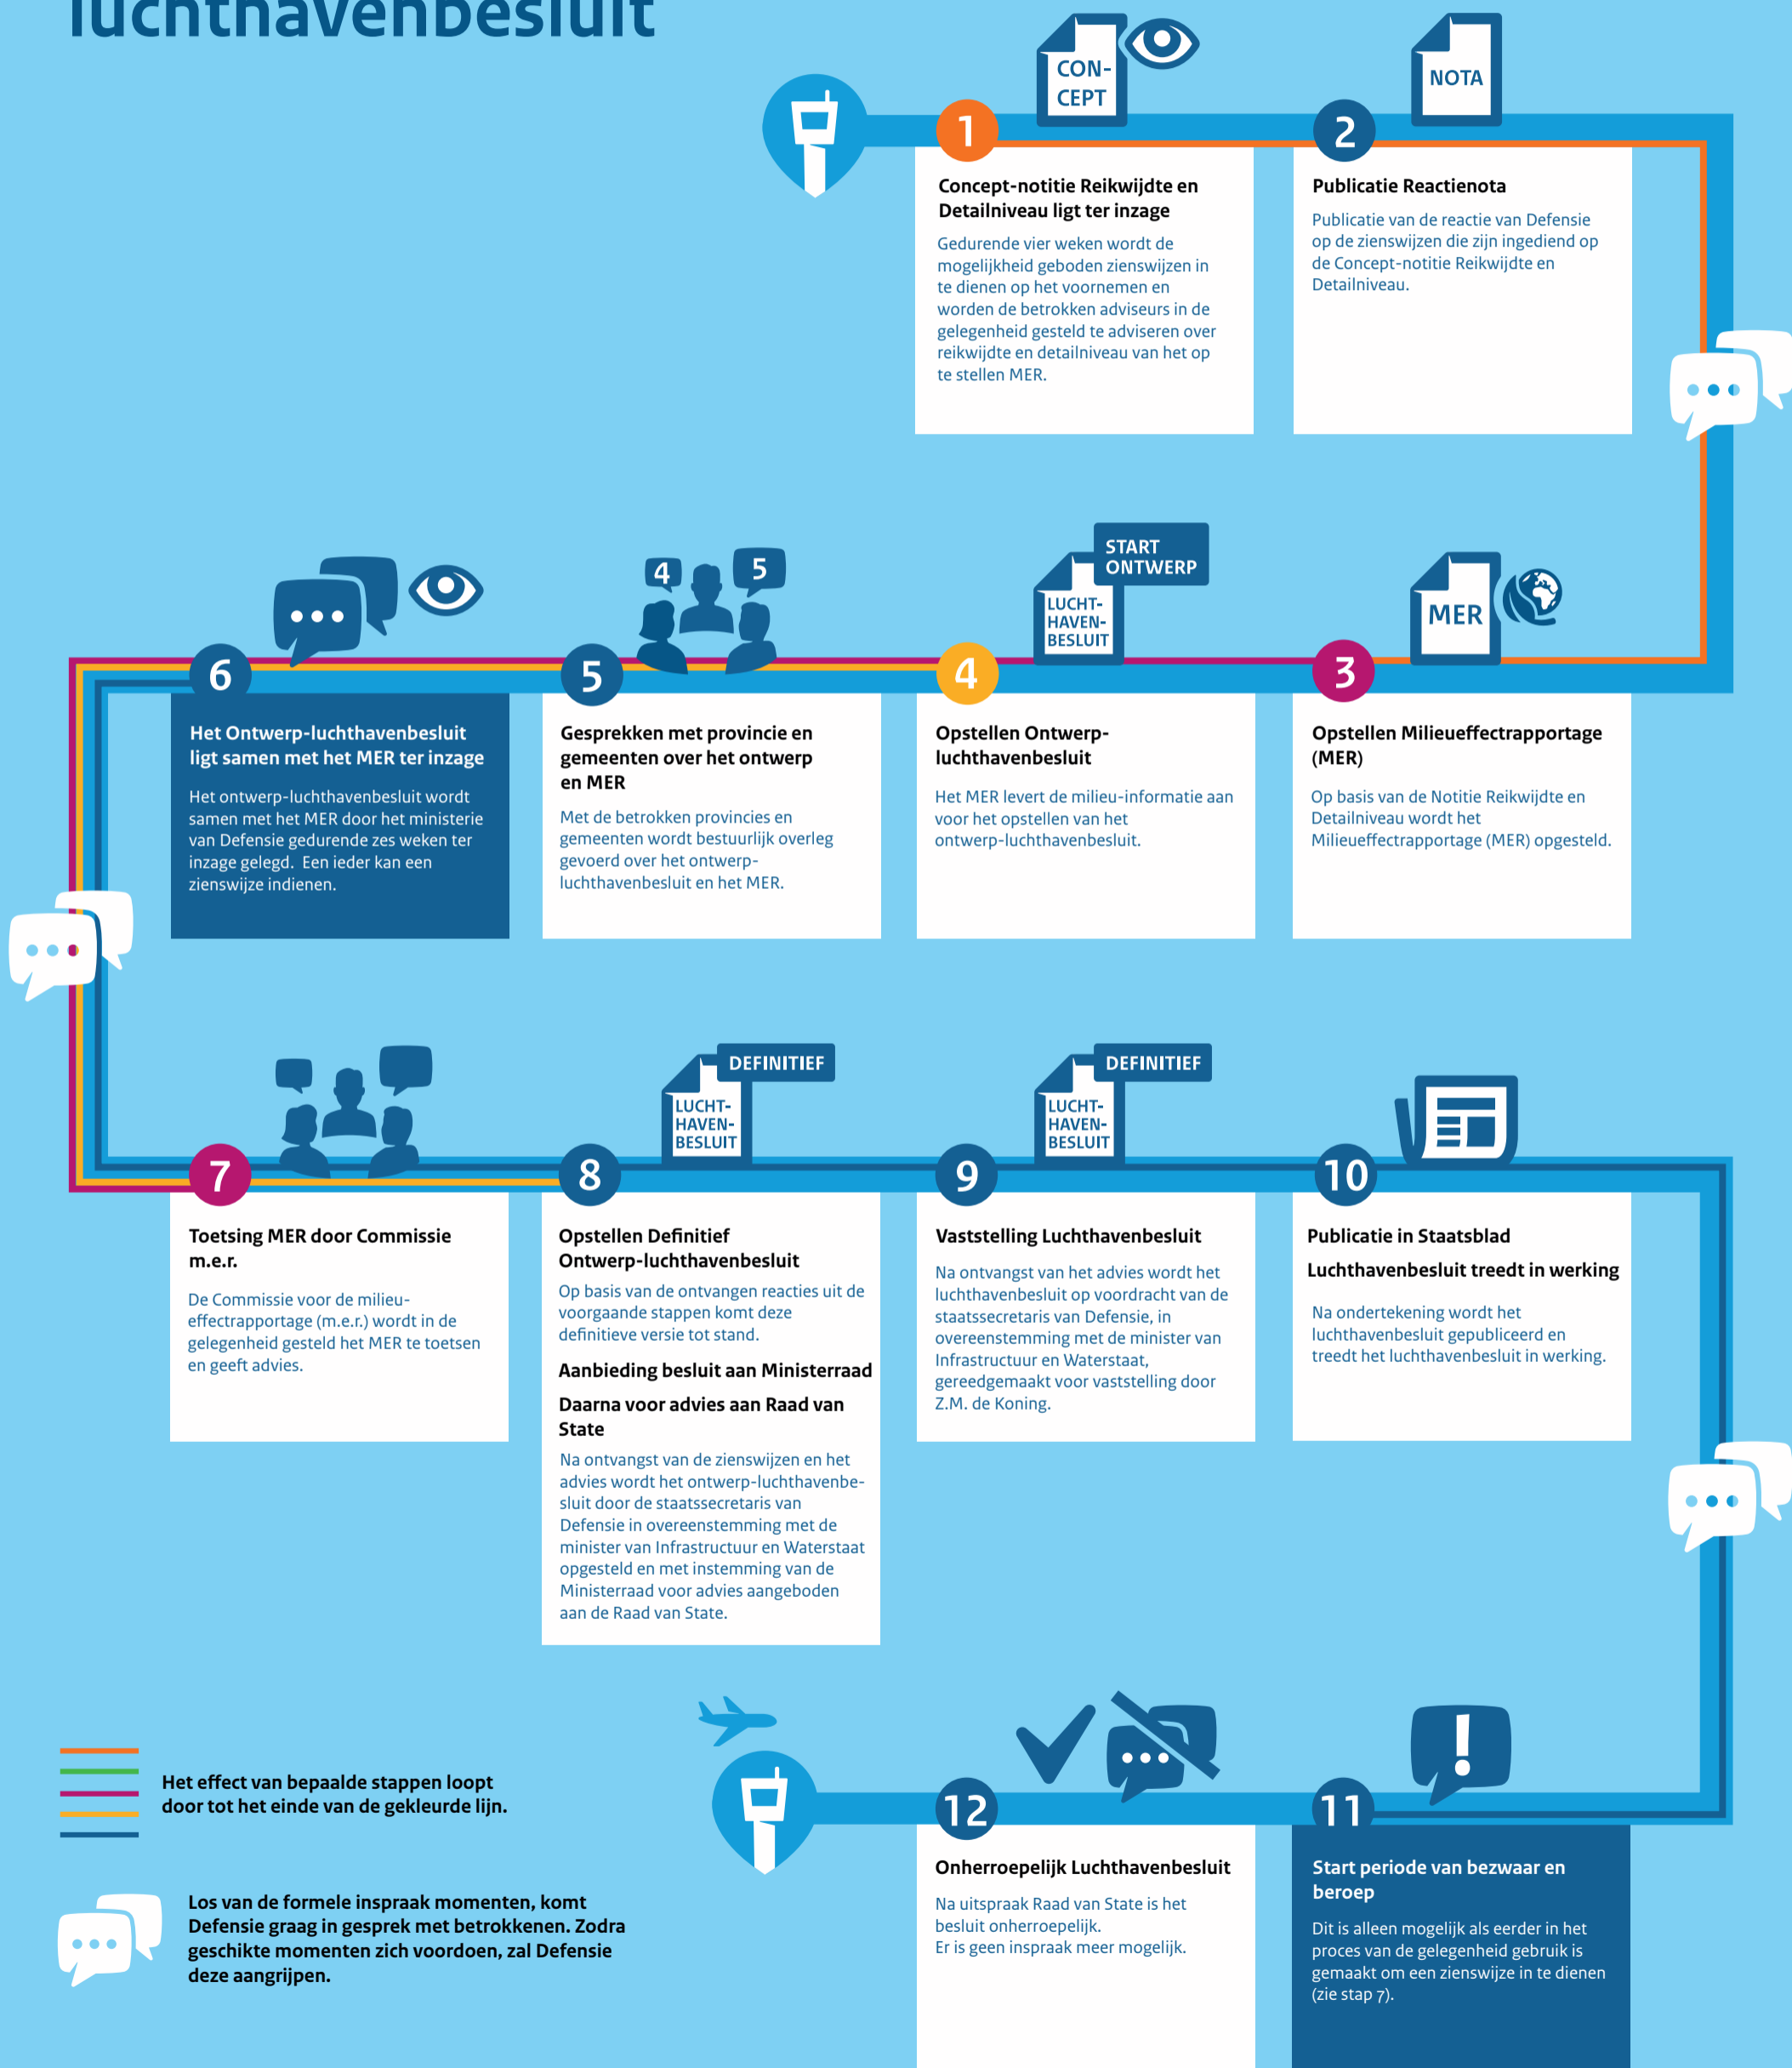 luchthavenbesluit
CON-
CEPT
NOTA
1
2
Concept-notitie Reikwijdte en
Detailniveau ligt ter inzage
Gedurende vier weken wordt de
mogelijkheid geboden zienswijzen in
te dienen op het voornemen en
worden de betrokken adviseurs in de
gelegenheid gesteld te adviseren over
reikwijdte en detailniveau van het op
te stellen MER.
Publicatie Reactienota
Publicatie van de reactie van Defensie
op de zienswijzen die zijn ingediend op
de Concept-notitie Reikwijdte en
Detailniveau.
MER
3
Opstellen Milieueffectrapportage
(MER)
Op basis van de Notitie Reikwijdte en
Detailniveau wordt het
Milieueffectrapportage (MER) opgesteld.
START
ONTWERP
LUCHT-
HAVEN-
BESLUIT
4
Opstellen Ontwerp-
luchthavenbesluit
Het MER levert de milieu-informatie aan
voor het opstellen van het
ontwerp-luchthavenbesluit.
4
5
5
Gesprekken met provincie en
gemeenten over het ontwerp
en MER
Met de betrokken provincies en
gemeenten wordt bestuurlijk overleg
gevoerd over het ontwerp-
luchthavenbesluit en het MER.
6
Het Ontwerp-luchthavenbesluit
ligt samen met het MER ter inzage
Het ontwerp-luchthavenbesluit wordt
samen met het MER door het ministerie
van Defensie gedurende zes weken ter
inzage gelegd. Een ieder kan een
zienswijze indienen.
7
Toetsing MER door Commissie
m.e.r.
De Commissie voor de milieu-
effectrapportage (m.e.r.) wordt in de
gelegenheid gesteld het MER te toetsen
en geeft advies.
DEFINITIEF
LUCHT-
HAVEN-
BESLUIT
8
Opstellen Definitief
Ontwerp-luchthavenbesluit
Op basis van de ontvangen reacties uit de
voorgaande stappen komt deze
definitieve versie tot stand.
Aanbieding besluit aan Ministerraad
Daarna voor advies aan Raad van
State
Na ontvangst van de zienswijzen en het
advies wordt het ontwerp-luchthavenbe-
sluit door de staatssecretaris van
Defensie in overeenstemming met de
minister van Infrastructuur en Waterstaat
opgesteld en met instemming van de
Ministerraad voor advies aangeboden
aan de Raad van State.
DEFINITIEF
LUCHT-
HAVEN-
BESLUIT
9
Vaststelling Luchthavenbesluit
Na ontvangst van het advies wordt het
luchthavenbesluit op voordracht van de
staatssecretaris van Defensie, in
overeenstemming met de minister van
Infrastructuur en Waterstaat,
gereedgemaakt voor vaststelling door
Z.M. de Koning.
10
Publicatie in Staatsblad
Luchthavenbesluit treedt in werking
Na ondertekening wordt het
luchthavenbesluit gepubliceerd en
treedt het luchthavenbesluit in werking.
!
11
Start periode van bezwaar en
beroep
Dit is alleen mogelijk als eerder in het
proces van de gelegenheid gebruik is
gemaakt om een zienswijze in te dienen
(zie stap 7).
12
Onherroepelijk Luchthavenbesluit
Na uitspraak Raad van State is het
besluit onherroepelijk.
Er is geen inspraak meer mogelijk.
Het effect van bepaalde stappen loopt
door tot het einde van de gekleurde lijn.
Los van de formele inspraak momenten, komt
Defensie graag in gesprek met betrokkenen. Zodra
geschikte momenten zich voordoen, zal Defensie
deze aangrijpen.